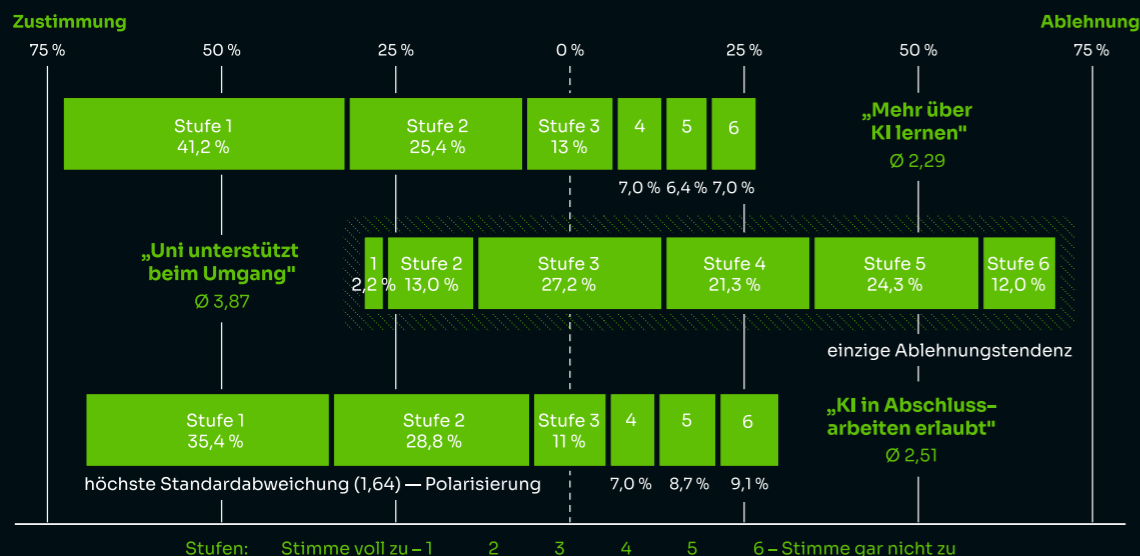 Zustimmung
Ablehnung
75 %
50 %
25 %
0 %
25 %
50 %
75 %
Stufe 1
41,2 %
Stufe 2
25,4 %
Stufe 3
13 %
4
5
6
7,0 %
6,4 %
7,0 %
„Mehr über
KI lernen"
Ø 2,29
„Uni unterstützt
beim Umgang"
Ø 3,87
1
2,2 %
Stufe 2
13,0 %
Stufe 3
27,2 %
Stufe 4
21,3 %
Stufe 5
24,3 %
Stufe 6
12,0 %
einzige Ablehnungstendenz
Stufe 1
35,4 %
Stufe 2
28,8 %
Stufe 3
11 %
4
5
6
7,0 %
8,7 %
9,1 %
„KI in Abschluss–
arbeiten erlaubt"
Ø 2,51
höchste Standardabweichung (1,64) — Polarisierung
Stufen: Stimme voll zu – 1 2 3 4 5 6 – Stimme gar nicht zu